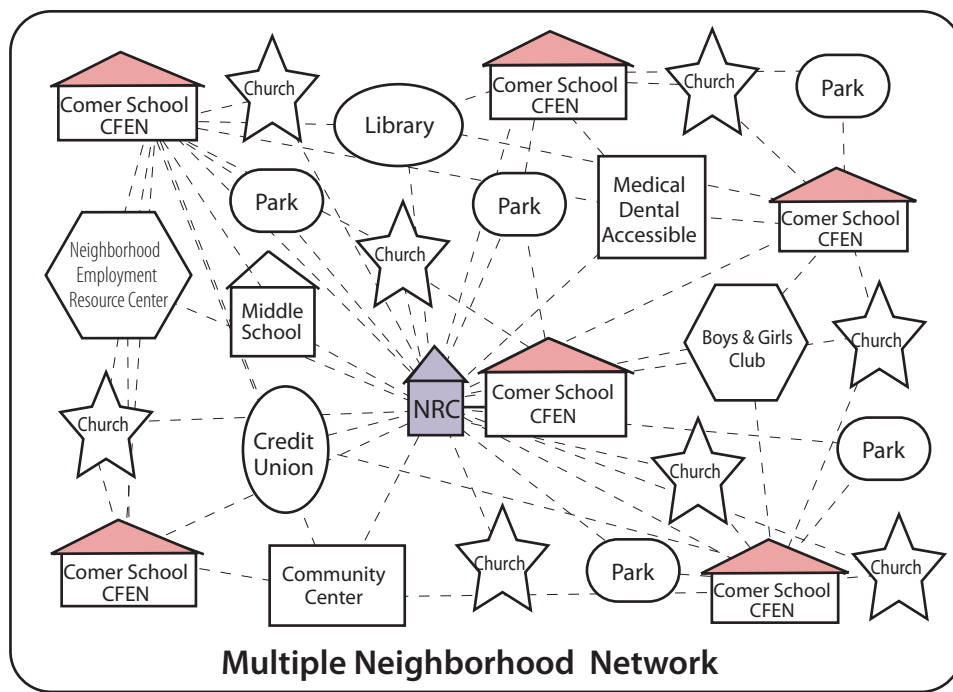 Comer School
CFEN
Church
Library
Comer School
CFEN
Church
Park
Park
Church
Park
Medical
Dental
Accessible
Comer School
CFEN
Neighborhood
Employment
Resource Center
Middle
School
Boys & Girls
Club
Church
NRC
Comer School
CFEN
Church
Credit
Union
Church
Park
Comer School
CFEN
Community
Center
Church
Park
Comer School
CFEN
Church
Multiple Neighborhood Network